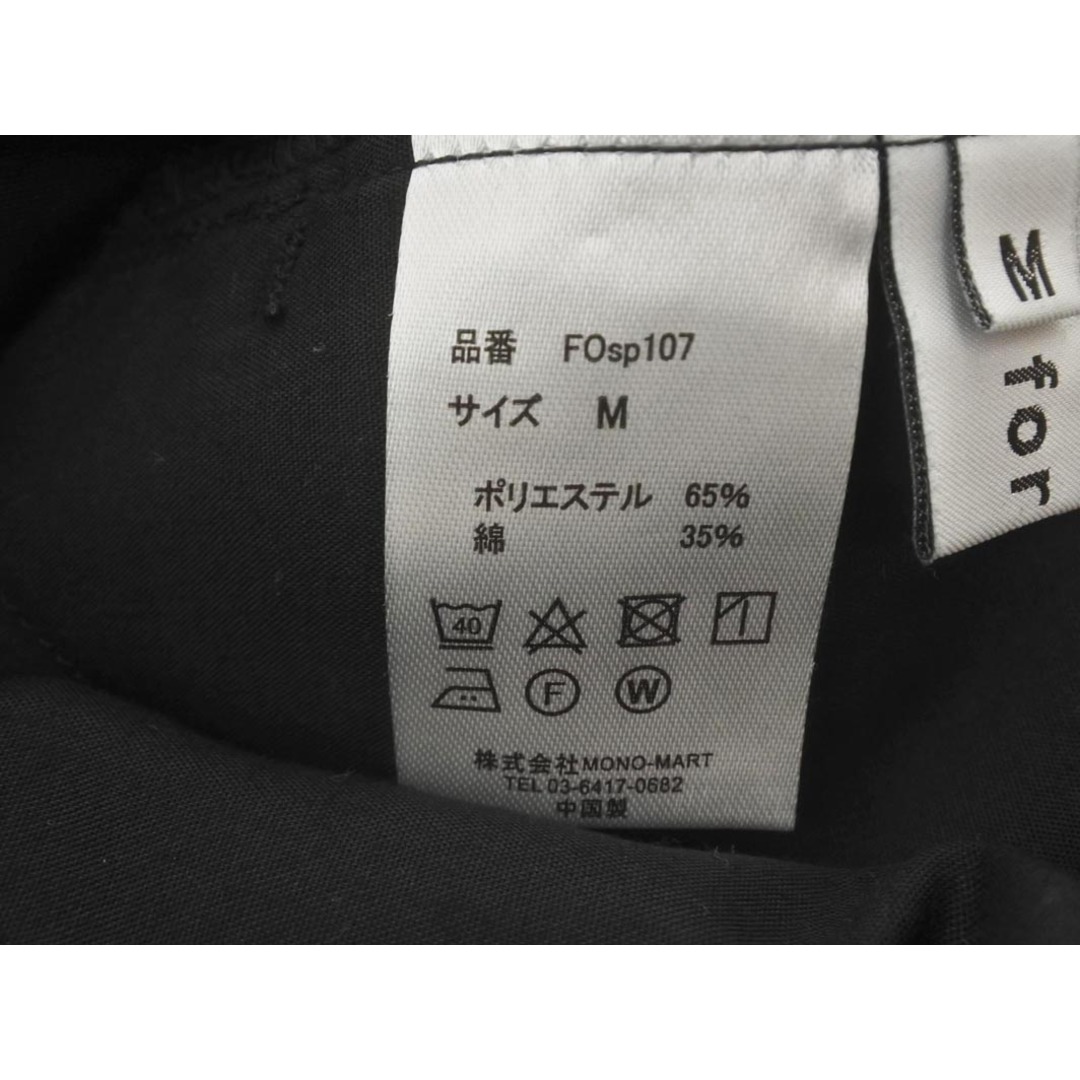 品番 FOsp107
サイズ M
ポリエステル 65%
綿 35%
40
F
W
株式会社MONO-MART
TEL 03-6417-0682
中国製
M
for